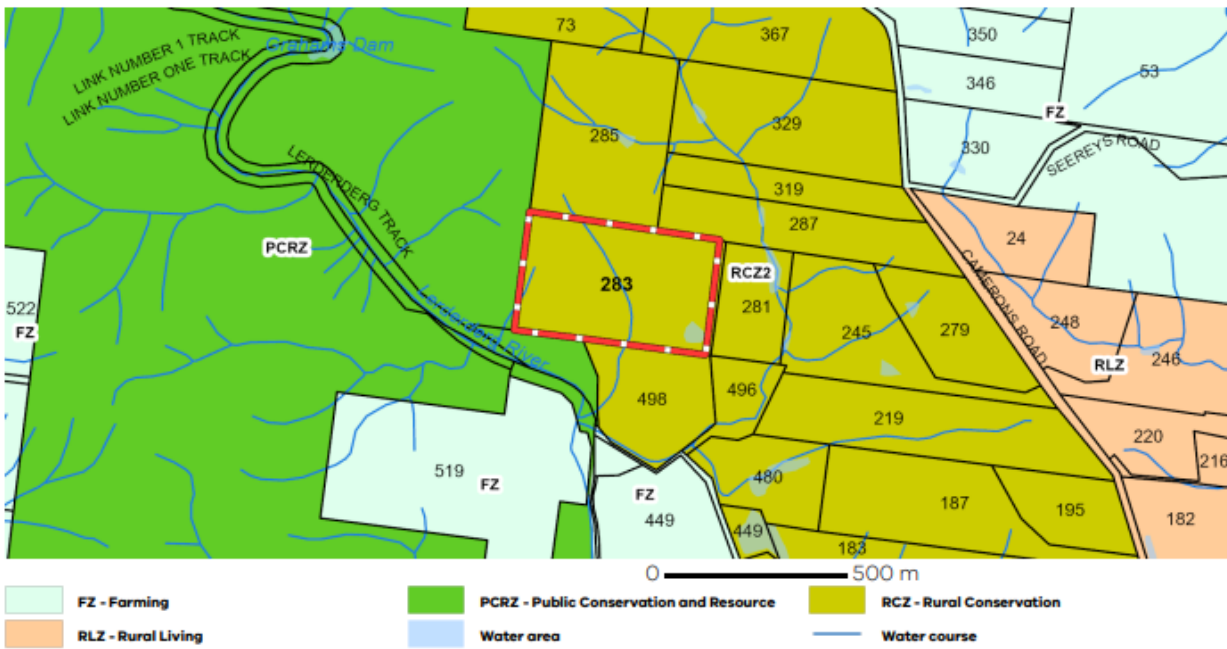 73
367
350
53
346
FZ
Grahams Dam
LINK NUMBER 1 TRACK
LINK NUMBER ONE TRACK
285
329
330
SEEREYS ROAD
LERDERDERG TRACK
319
287
24
PCRZ
283
RCZ2
281
245
279
CAMERONS ROAD
248
246
RLZ
522
FZ
Lerderderg River
498
496
219
220
216
519
FZ
FZ
449
480
187
195
182
449
183
0
500 m
FZ - Farming
PCRZ - Public Conservation and Resource
RCZ - Rural Conservation
RLZ - Rural Living
Water area
Water course